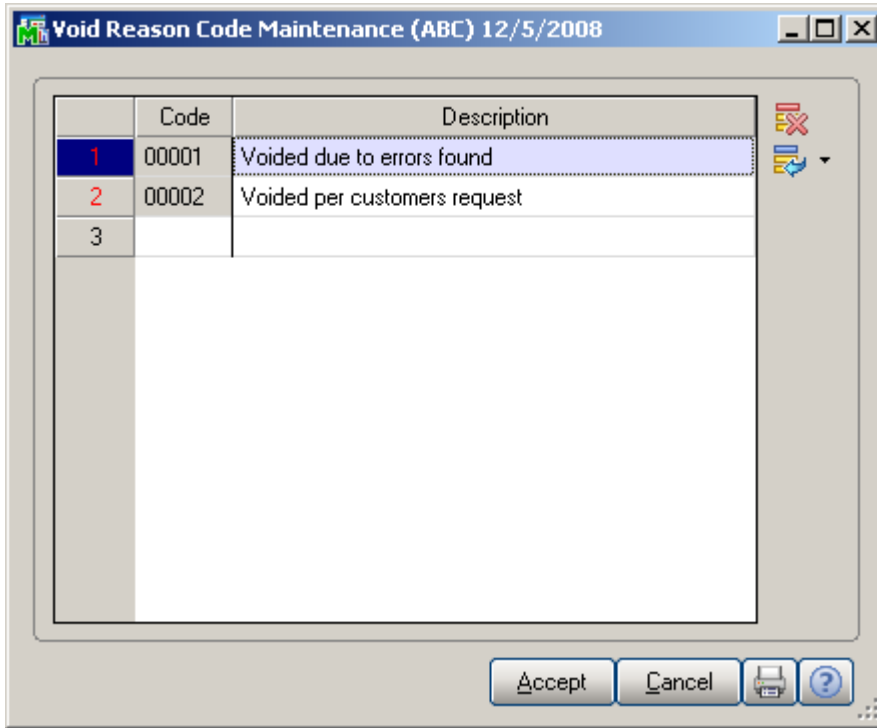 Void Reason Code Maintenance (ABC) 12/5/2008
Code Description
1 00001 Voided due to errors found
2 00002 Voided per customers request
3
Accept Cancel ?